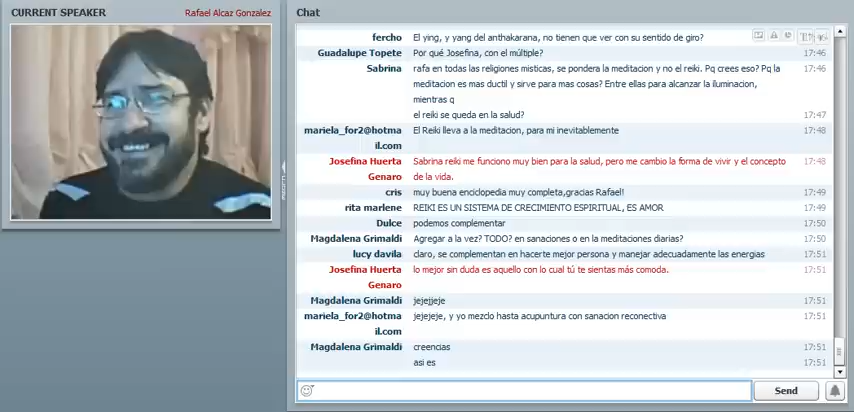 CURRENT SPEAKER Rafael Alcaz Gonzalez
Chat
fercho El ying, y yang del anthakarana, no tienen que ver con su sentido de giro?
Guadalupe Topete Por qué Josefina, con el múltiple? 17:46
Sabrina rafa en todas las religiones misticas, se pondera la meditacion y no el reiki. Pq crees eso? Pq la 17:46
meditacion es mas ductil y sirve para mas cosas? Entre ellas para alcanzar la iluminacion,
mientras q
el reiki se queda en la salud? 17:47
mariela_for2@hotma El Reiki lleva a la meditacion, para mi inevitablemente 17:48
il.com
Josefina Huerta Sabrina reiki me funciono muy bien para la salud, pero me cambio la forma de vivir y el concepto 17:48
Genaro de la vida.
cris muy buena enciclopedia muy completa,gracias Rafael! 17:49
rita marlene REIKI ES UN SISTEMA DE CRECIMIENTO ESPIRITUAL, ES AMOR 17:49
Dulce podemos complementar 17:50
Magdalena Grimaldi Agregar a la vez? TODO? en sanaciones o en la meditaciones diarias? 17:50
lucy davila claro, se complementan en hacerte mejor persona y manejar adecuadamente las energias 17:51
Josefina Huerta lo mejor sin duda es aquello con lo cual tú te sientas más comoda. 17:51
Genaro
Magdalena Grimaldi jejejjeje 17:51
mariela_for2@hotma jejejeje, y yo mezclo hasta acupuntura con sanacion reconectiva 17:51
il.com
Magdalena Grimaldi creencias 17:51
asi es 17:51
Send